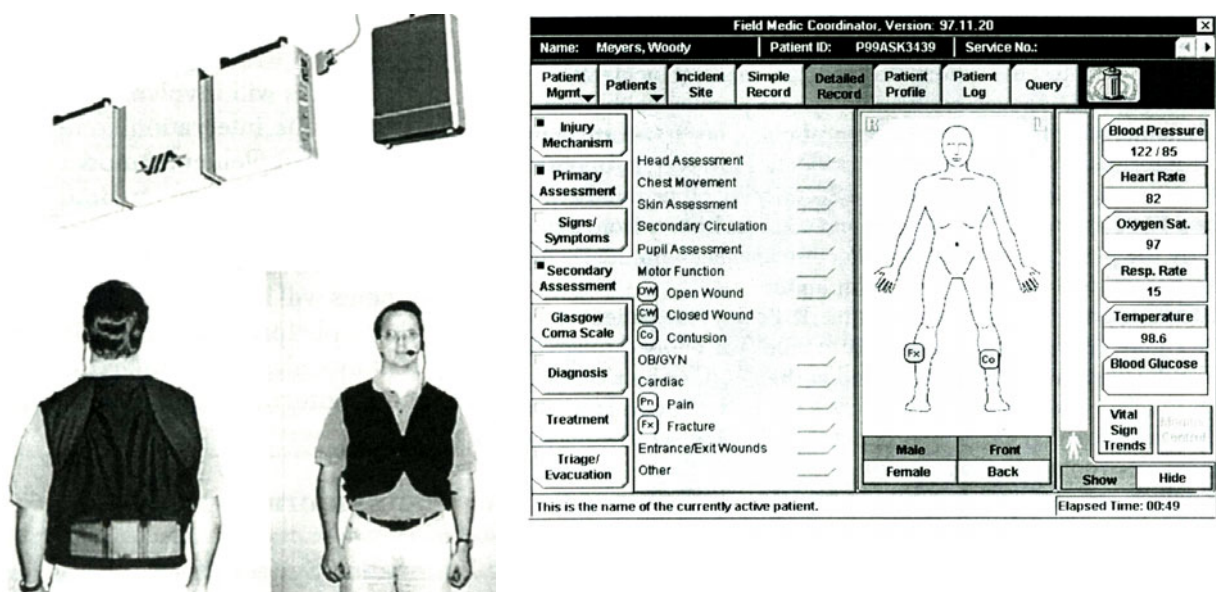 Field Medic Coordinator, Version: 97.11.20
Name: Meyers, Woody Patient ID: P99ASK3439 Service No.:
Patient Mgmt
Patients
Incident Site
Simple Record
Detailed Record
Patient Profile
Patient Log
Query
Injury Mechanism
Primary Assessment
Signs/ Symptoms
Secondary Assessment
Glasgow Coma Scale
Diagnosis
Treatment
Triage/ Evacuation
Head Assessment
Chest Movement
Skin Assessment
Secondary Circulation
Pupil Assessment
Motor Function
OW Open Wound
CW Closed Wound
Co Contusion
OB/GYN
Cardiac
Pn Pain
Fx Fracture
Entrance/Exit Wounds
Other
R L
Fx Co
Male Front
Female Back
Blood Pressure
122 / 85
Heart Rate
82
Oxygen Sat.
97
Resp. Rate
15
Temperature
98.6
Blood Glucose
Vital Sign Trends
Control
Show Hide
This is the name of the currently active patient.
Elapsed Time: 00:49